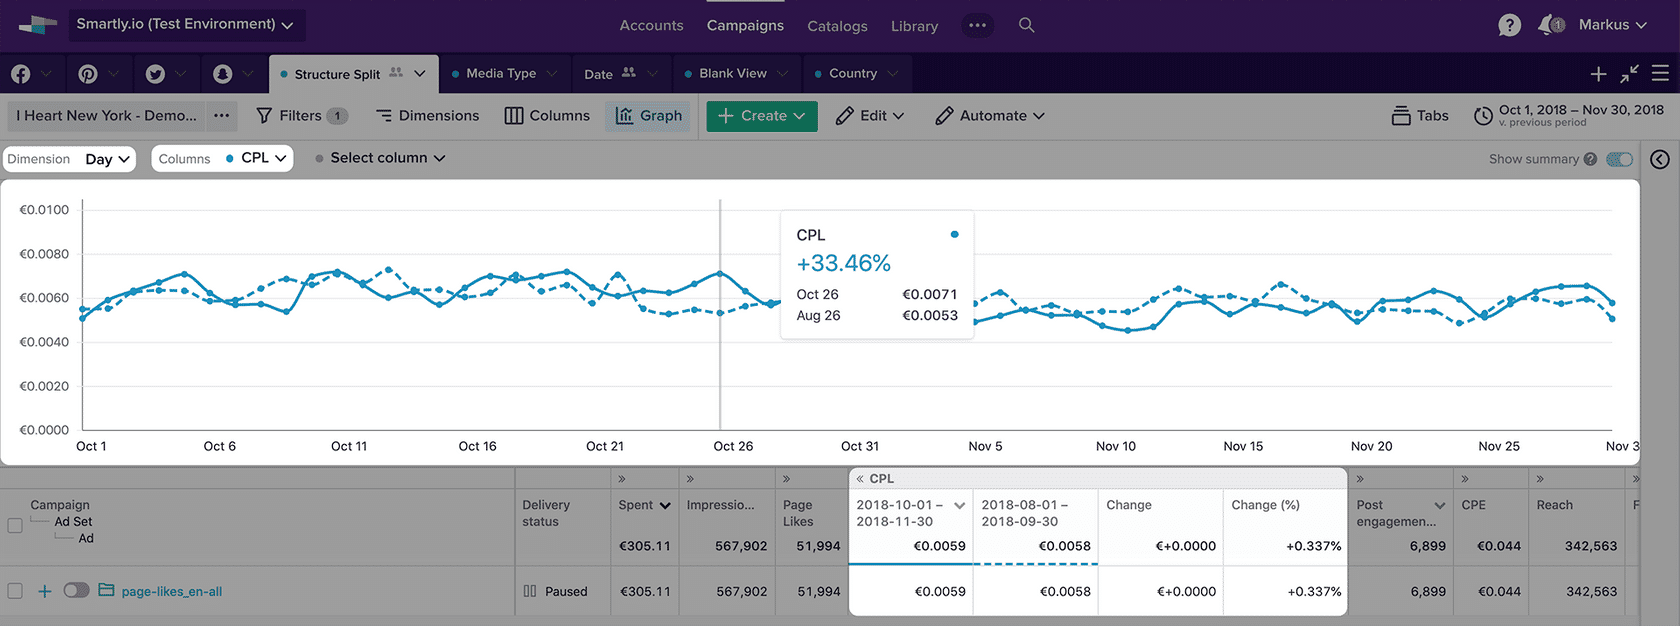 Smartly.io (Test Environment)
Accounts Campaigns Catalogs Library
? 1 Markus
Structure Split Media Type Date Blank View Country
I Heart New York - Demo... Filters 1 Dimensions Columns Graph Create Edit Automate Tabs Oct 1, 2018 – Nov 30, 2018
v. previous period
Dimension Day Columns CPL Select column Show summary ?
€0.0100
€0.0080
€0.0060
€0.0040
€0.0020
€0.0000
CPL
+33.46%
Oct 26 €0.0071
Aug 26 €0.0053
Oct 1 Oct 6 Oct 11 Oct 16 Oct 21 Oct 26 Oct 31 Nov 5 Nov 10 Nov 15 Nov 20 Nov 25 Nov 3
» » » « CPL » » » »
Campaign
Ad Set
Ad
Delivery
status
Spent
€305.11
Impressio...
567,902
Page
Likes
51,994
2018-10-01 –
2018-11-30
€0.0059
2018-08-01 –
2018-09-30
€0.0058
Change
€+0.0000
Change (%)
+0.337%
Post
engagemen...
6,899
CPE
€0.044
Reach
342,563
F
page-likes_en-all Paused €305.11 567,902 51,994 €0.0059 €0.0058 €+0.0000 +0.337% 6,899 €0.044 342,563